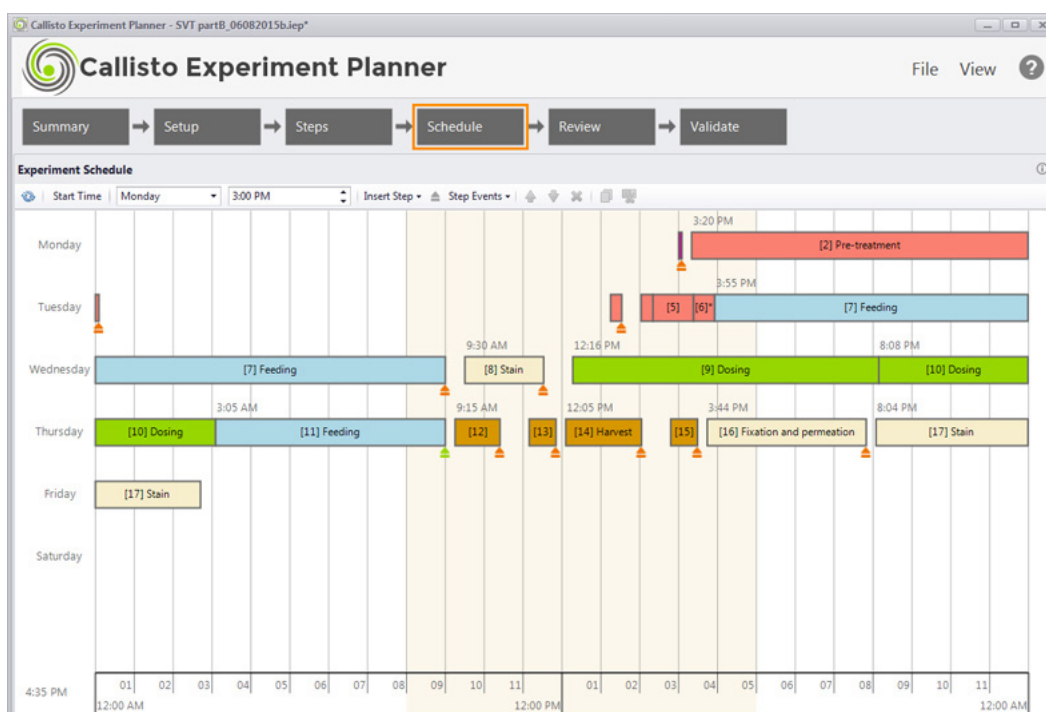 Callisto Experiment Planner - SVT partB_06082015b.iep*
Callisto Experiment Planner
File View ?
Summary Setup Steps Schedule Review Validate
Experiment Schedule
Start Time Monday 3:00 PM Insert Step Step Events
3:20 PM
Monday [2] Pre-treatment
3:55 PM
Tuesday [5] [6]* [7] Feeding
9:30 AM 12:16 PM 8:08 PM
Wednesday [7] Feeding [8] Stain [9] Dosing [10] Dosing
3:05 AM 9:15 AM 12:05 PM 3:44 PM 8:04 PM
Thursday [10] Dosing [11] Feeding [12] [13] [14] Harvest [15] [16] Fixation and permeation [17] Stain
Friday [17] Stain
Saturday
4:35 PM 01 02 03 04 05 06 07 08 09 10 11 01 02 03 04 05 06 07 08 09 10 11
12:00 AM 12:00 PM 12:00 AM